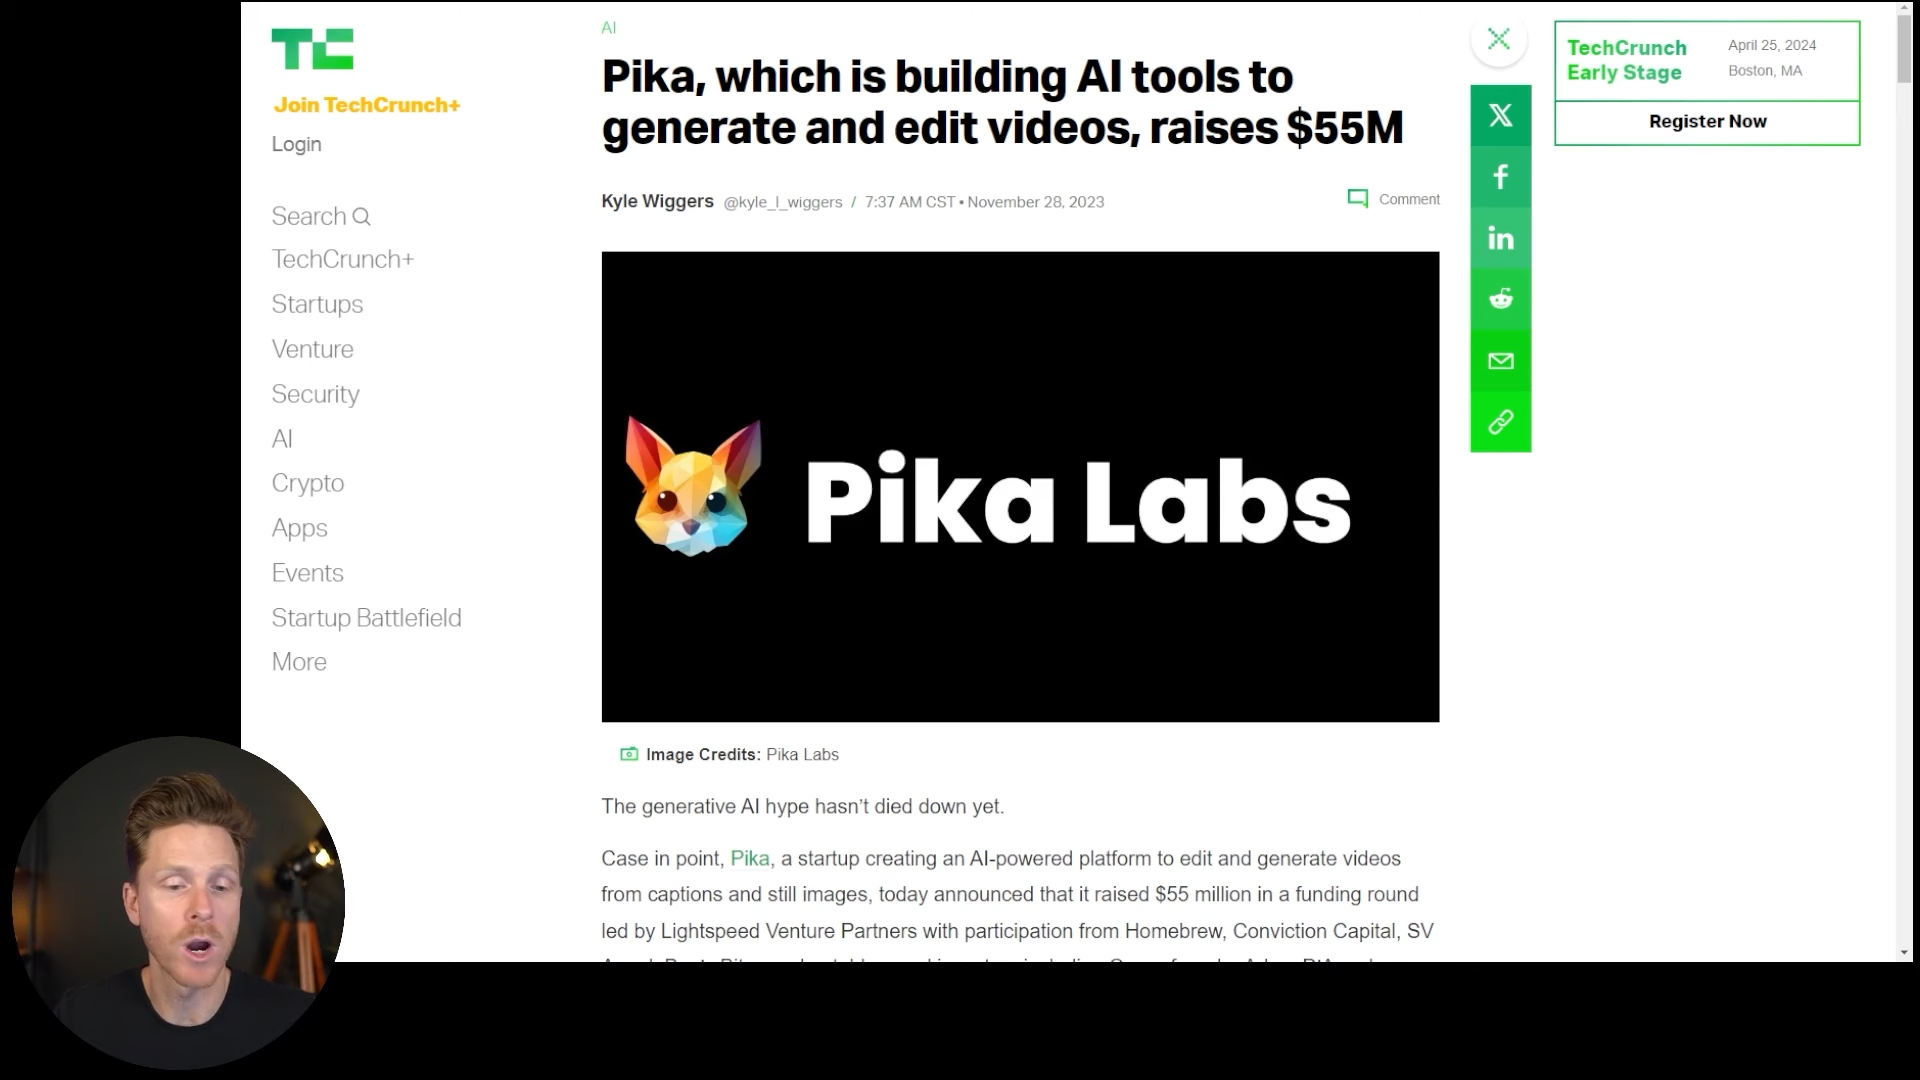 TC
Join TechCrunch+
Login
Search
TechCrunch+
Startups
Venture
Security
AI
Crypto
Apps
Events
Startup Battlefield
More
AI
Pika, which is building AI tools to
generate and edit videos, raises $55M
Kyle Wiggers @kyle_l_wiggers / 7:37 AM CST • November 28, 2023
Comment
Pika Labs
Image Credits: Pika Labs
The generative AI hype hasn’t died down yet.
Case in point, Pika, a startup creating an AI-powered platform to edit and generate videos
from captions and still images, today announced that it raised $55 million in a funding round
led by Lightspeed Venture Partners with participation from Homebrew, Conviction Capital, SV
X
f
in
TechCrunch
Early Stage
April 25, 2024
Boston, MA
Register Now